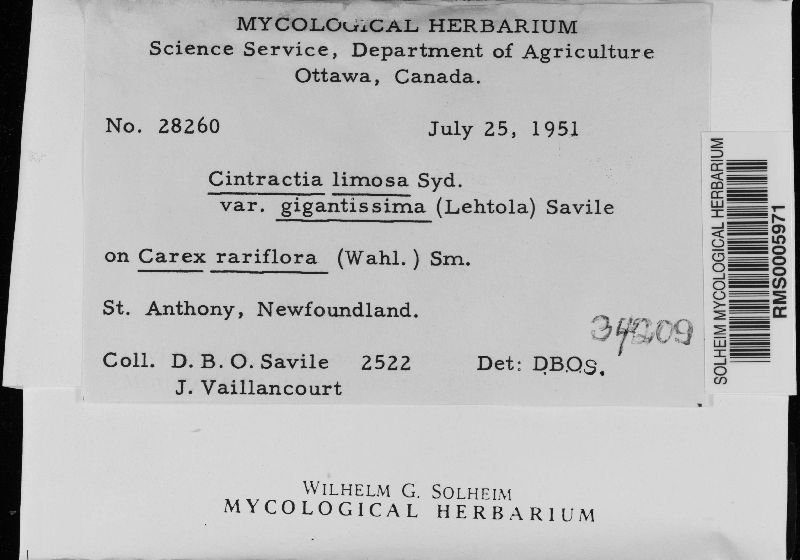 MYCOLOGICAL HERBARIUM
Science Service, Department of Agriculture
Ottawa, Canada.
No. 28260 July 25, 1951
Cintractia limosa Syd.
var. gigantissima (Lehtola) Savile
on Carex rariflora (Wahl.) Sm.
St. Anthony, Newfoundland.
34209
Coll. D. B. O. Savile 2522 Det: D.B.O.S.
J. Vaillancourt
SOLHEIM MYCOLOGICAL HERBARIUM
RMS0005971
WILHELM G. SOLHEIM
MYCOLOGICAL HERBARIUM